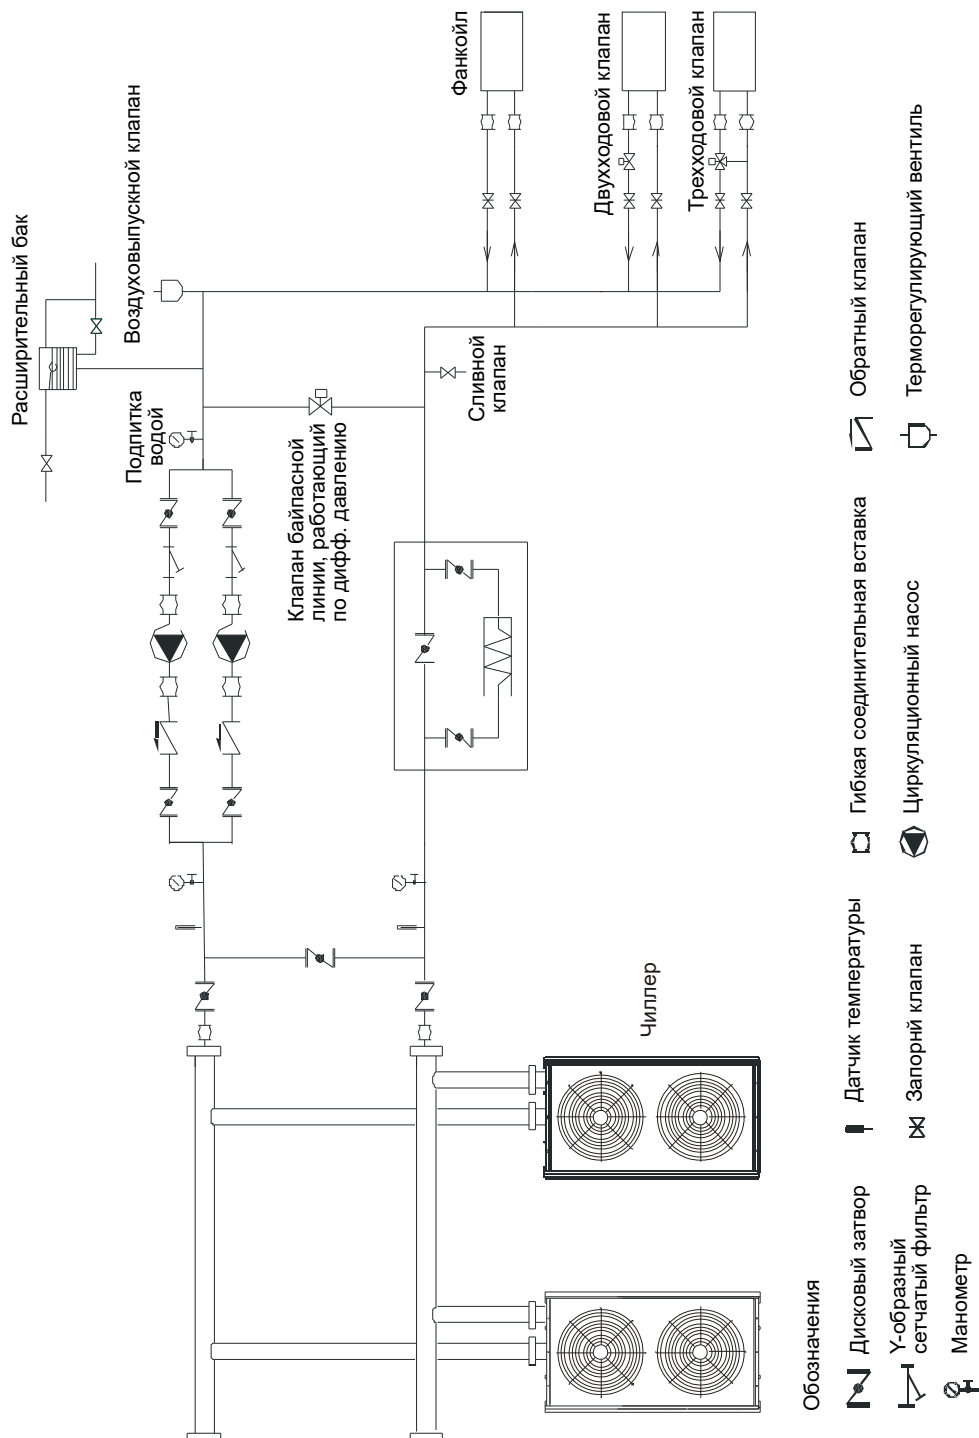 Расширительный бак
Воздуховыпускной клапан
Подпитка
водой
Фанкойл
Двухходовой клапан
Трехходовой клапан
Клапан байпасной
линии, работающий
по дифф. давлению
Сливной
клапан
Чиллер
Обозначения
Дисковый затвор
Y-образный
сетчатый фильтр
Манометр
Датчик температуры
Запорнй клапан
Гибкая соединительная вставка
Циркуляционный насос
Обратный клапан
Терморегулирующий вентиль